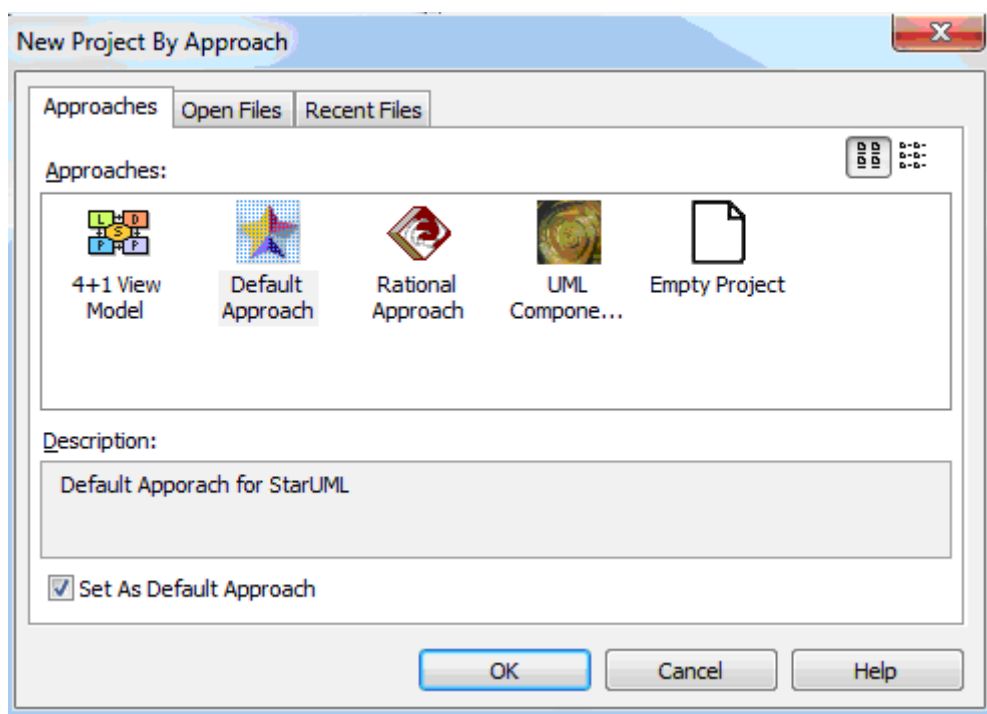 New Project By Approach
Approaches
Open Files
Recent Files
Approaches:
L D
S
P P
4+1 View
Model
Default
Approach
Rational
Approach
UML
Compone...
Empty Project
Description:
Default Apporach for StarUML
Set As Default Approach
OK
Cancel
Help